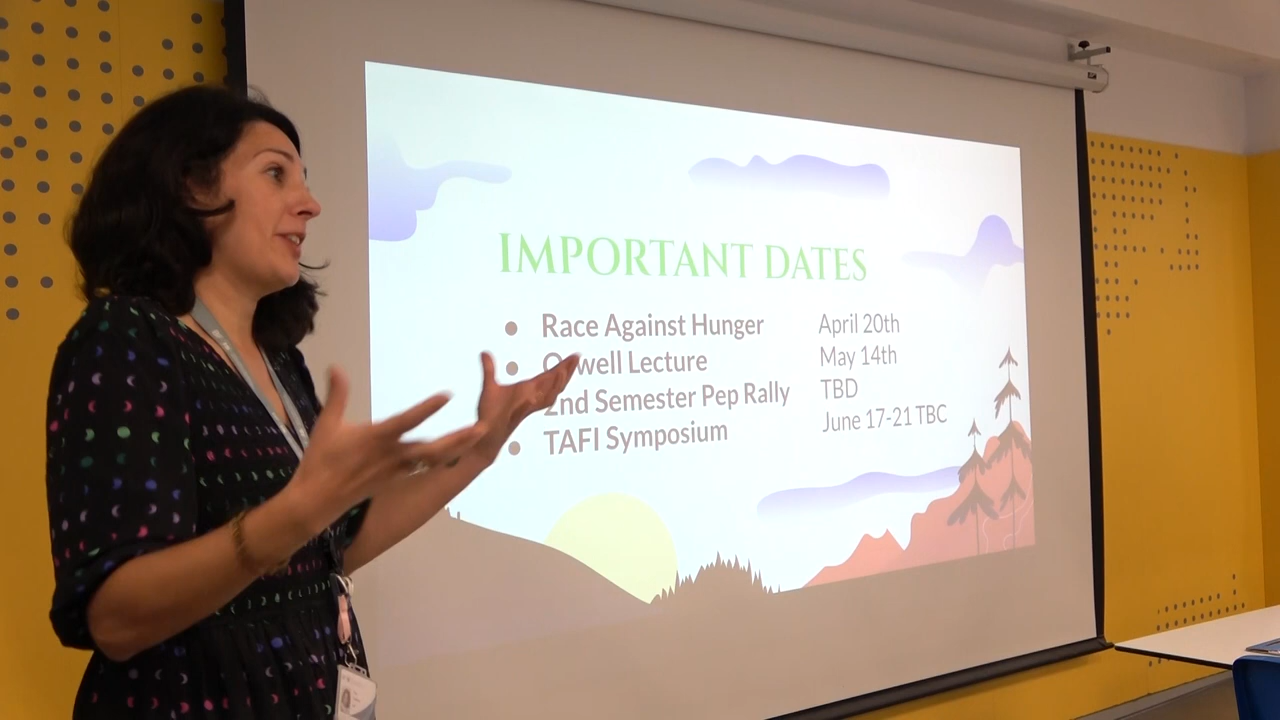 IMPORTANT DATES
Race Against Hunger April 20th
Orwell Lecture May 14th
2nd Semester Pep Rally TBD
TAFI Symposium June 17-21 TBC